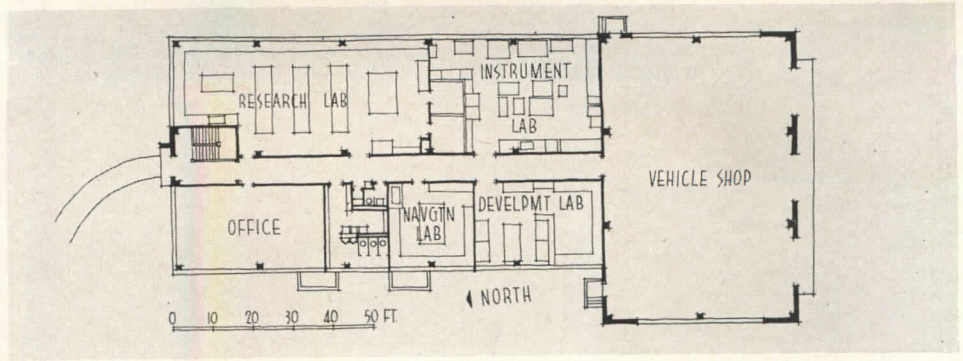 INSTRUMENT
LAB
RESEARCH LAB
VEHICLE SHOP
OFFICE
NAVGTN
LAB
DEVELPMT LAB
NORTH
0 10 20 30 40 50 FT.